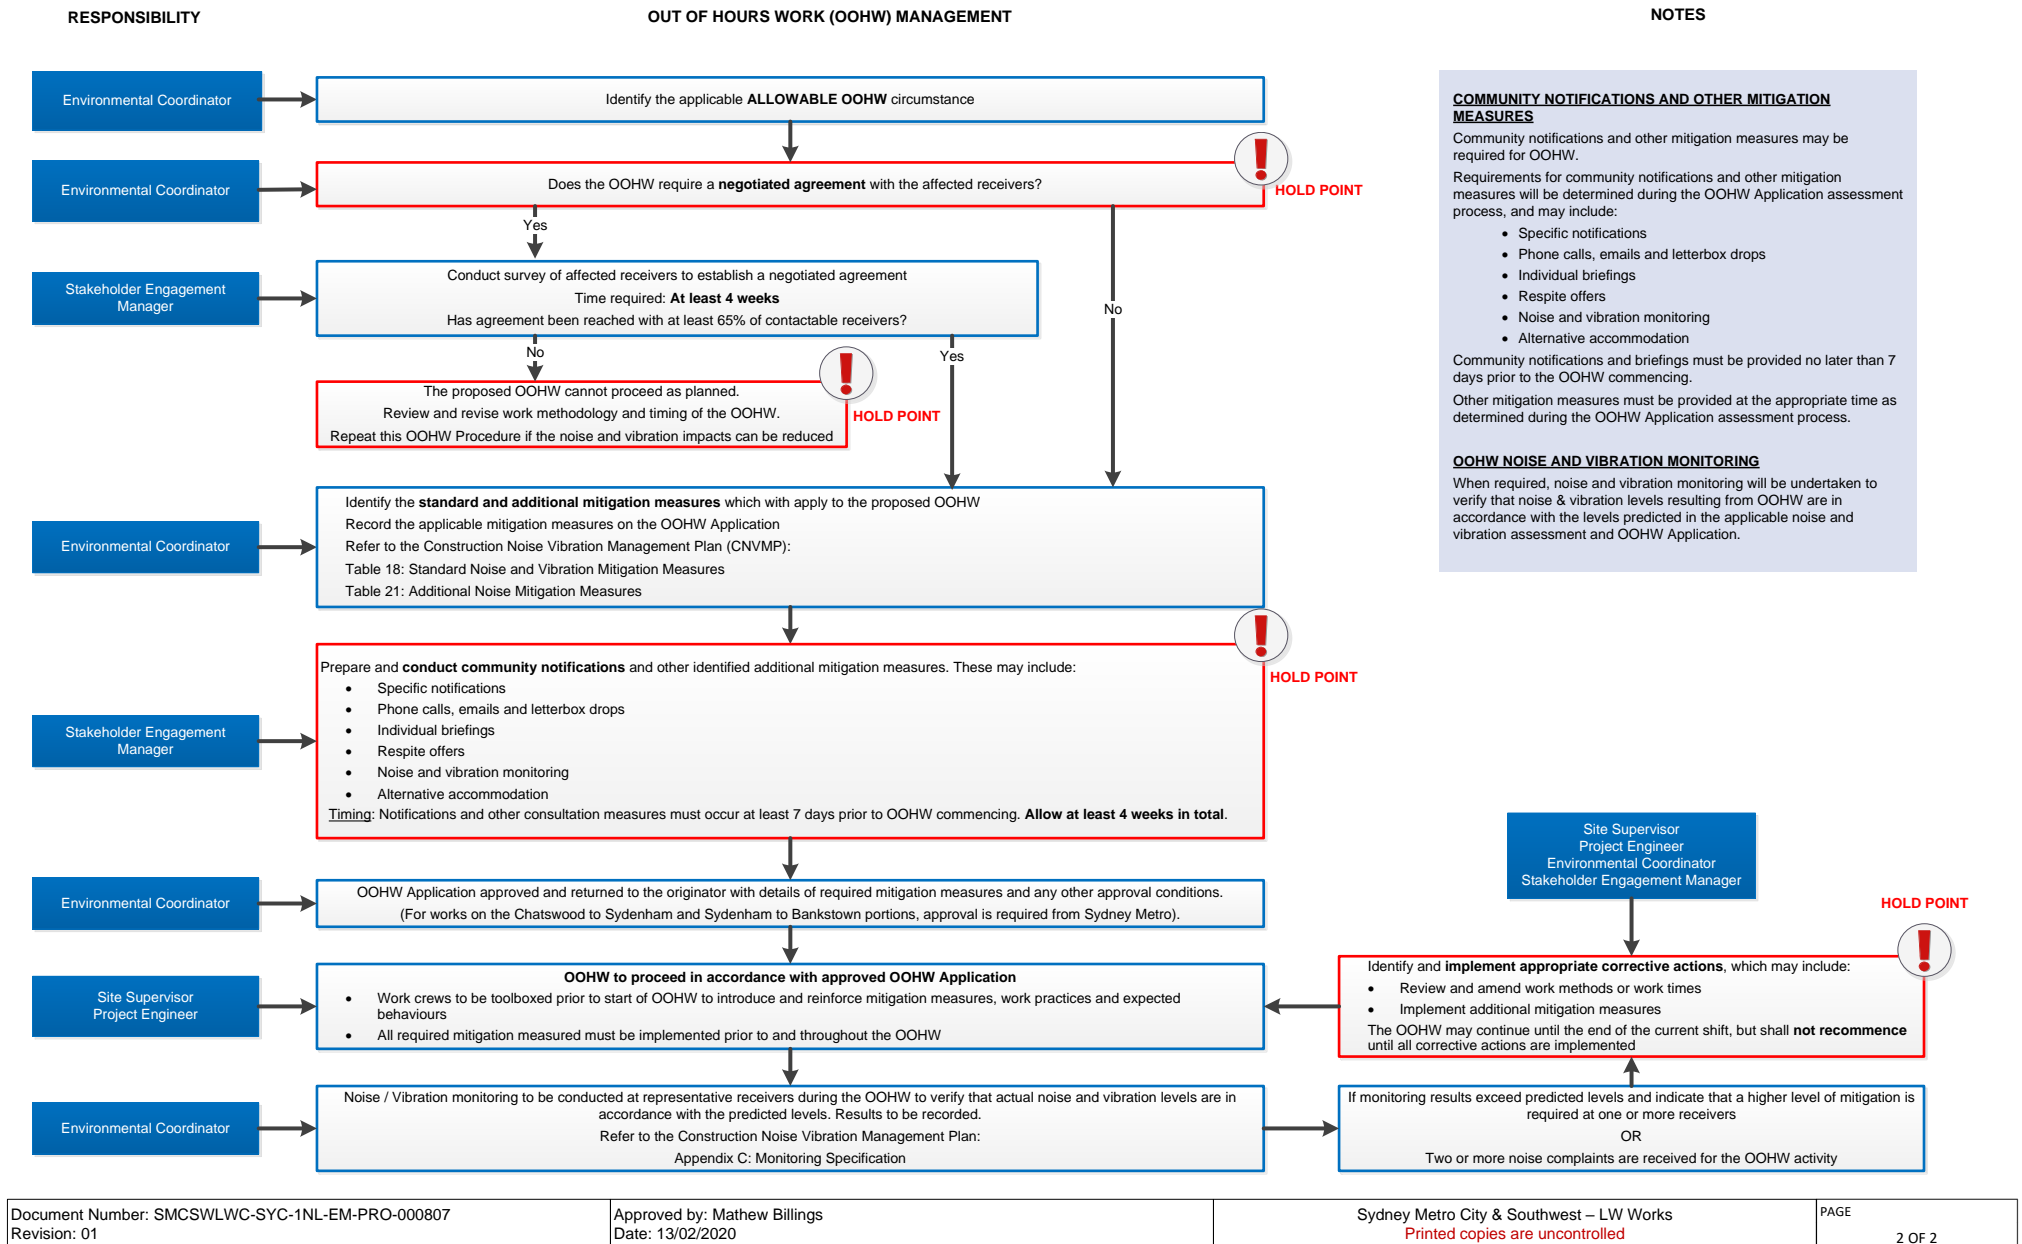 RESPONSIBILITY
OUT OF HOURS WORK (OOHW) MANAGEMENT
NOTES
Environmental Coordinator
Identify the applicable ALLOWABLE OOHW circumstance
Environmental Coordinator
Does the OOHW require a negotiated agreement with the affected receivers?
HOLD POINT
Yes
No
Stakeholder Engagement
Manager
Conduct survey of affected receivers to establish a negotiated agreement
Time required: At least 4 weeks
Has agreement been reached with at least 65% of contactable receivers?
No
Yes
The proposed OOHW cannot proceed as planned.
Review and revise work methodology and timing of the OOHW.
Repeat this OOHW Procedure if the noise and vibration impacts can be reduced
HOLD POINT
Environmental Coordinator
Identify the standard and additional mitigation measures which with apply to the proposed OOHW
Record the applicable mitigation measures on the OOHW Application
Refer to the Construction Noise Vibration Management Plan (CNVMP):
Table 18: Standard Noise and Vibration Mitigation Measures
Table 21: Additional Noise Mitigation Measures
Stakeholder Engagement
Manager
Prepare and conduct community notifications and other identified additional mitigation measures. These may include:
• Specific notifications
• Phone calls, emails and letterbox drops
• Individual briefings
• Respite offers
• Noise and vibration monitoring
• Alternative accommodation
Timing: Notifications and other consultation measures must occur at least 7 days prior to OOHW commencing. Allow at least 4 weeks in total.
HOLD POINT
Environmental Coordinator
OOHW Application approved and returned to the originator with details of required mitigation measures and any other approval conditions.
(For works on the Chatswood to Sydenham and Sydenham to Bankstown portions, approval is required from Sydney Metro).
Site Supervisor
Project Engineer
OOHW to proceed in accordance with approved OOHW Application
• Work crews to be toolboxed prior to start of OOHW to introduce and reinforce mitigation measures, work practices and expected
behaviours
• All required mitigation measured must be implemented prior to and throughout the OOHW
Environmental Coordinator
Noise / Vibration monitoring to be conducted at representative receivers during the OOHW to verify that actual noise and vibration levels are in
accordance with the predicted levels. Results to be recorded.
Refer to the Construction Noise Vibration Management Plan:
Appendix C: Monitoring Specification
COMMUNITY NOTIFICATIONS AND OTHER MITIGATION
MEASURES
Community notifications and other mitigation measures may be
required for OOHW.
Requirements for community notifications and other mitigation
measures will be determined during the OOHW Application assessment
process, and may include:
• Specific notifications
• Phone calls, emails and letterbox drops
• Individual briefings
• Respite offers
• Noise and vibration monitoring
• Alternative accommodation
Community notifications and briefings must be provided no later than 7
days prior to the OOHW commencing.
Other mitigation measures must be provided at the appropriate time as
determined during the OOHW Application assessment process.
OOHW NOISE AND VIBRATION MONITORING
When required, noise and vibration monitoring will be undertaken to
verify that noise & vibration levels resulting from OOHW are in
accordance with the levels predicted in the applicable noise and
vibration assessment and OOHW Application.
Site Supervisor
Project Engineer
Environmental Coordinator
Stakeholder Engagement Manager
HOLD POINT
Identify and implement appropriate corrective actions, which may include:
• Review and amend work methods or work times
• Implement additional mitigation measures
The OOHW may continue until the end of the current shift, but shall not recommence
until all corrective actions are implemented
If monitoring results exceed predicted levels and indicate that a higher level of mitigation is
required at one or more receivers
OR
Two or more noise complaints are received for the OOHW activity
Document Number: SMCSWLWC-SYC-1NL-EM-PRO-000807
Revision: 01
Approved by: Mathew Billings
Date: 13/02/2020
Sydney Metro City & Southwest – LW Works
Printed copies are uncontrolled
PAGE
2 OF 2